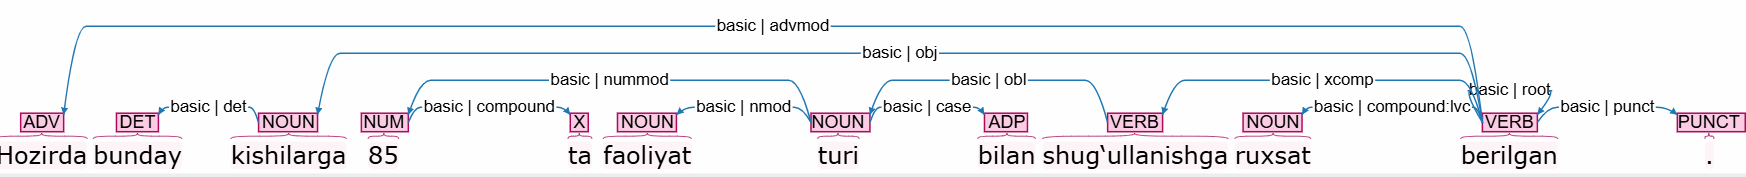 basic | advmod
basic | obj
basic | nummod basic | obl basic | xcomp
basic | root
basic | det basic | compound basic | nmod basic | case basic | compound:lvc basic | punct
ADV DET NOUN NUM X NOUN NOUN ADP VERB NOUN VERB PUNCT
Hozirda bunday kishilarga 85 ta faoliyat turi bilan shugʻullanishga ruxsat berilgan .